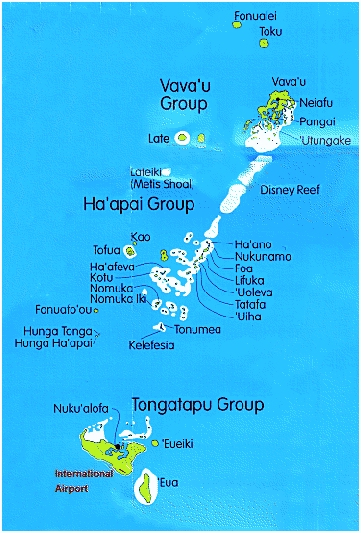 Fonualei
Toku
Vava'u
Group
Vava'u
Neiafu
Pangai
'Utungake
Late
Lateiki
(Metis Shoal)
Disney Reef
Ha'apai Group
Kao
Tofua
Ha'afeva
Kotu
Nomuka
Nomuka Iki
Ha'ano
Nukunamo
Foa
Lifuka
'Uoleva
Tatafa
'Uiha
Fonuafo'ou
Hunga Tonga
Hunga Ha'apai
Tonumea
Kelefesia
Nuku'alofa
Tongatapu Group
'Eueiki
International
Airport
'Eua